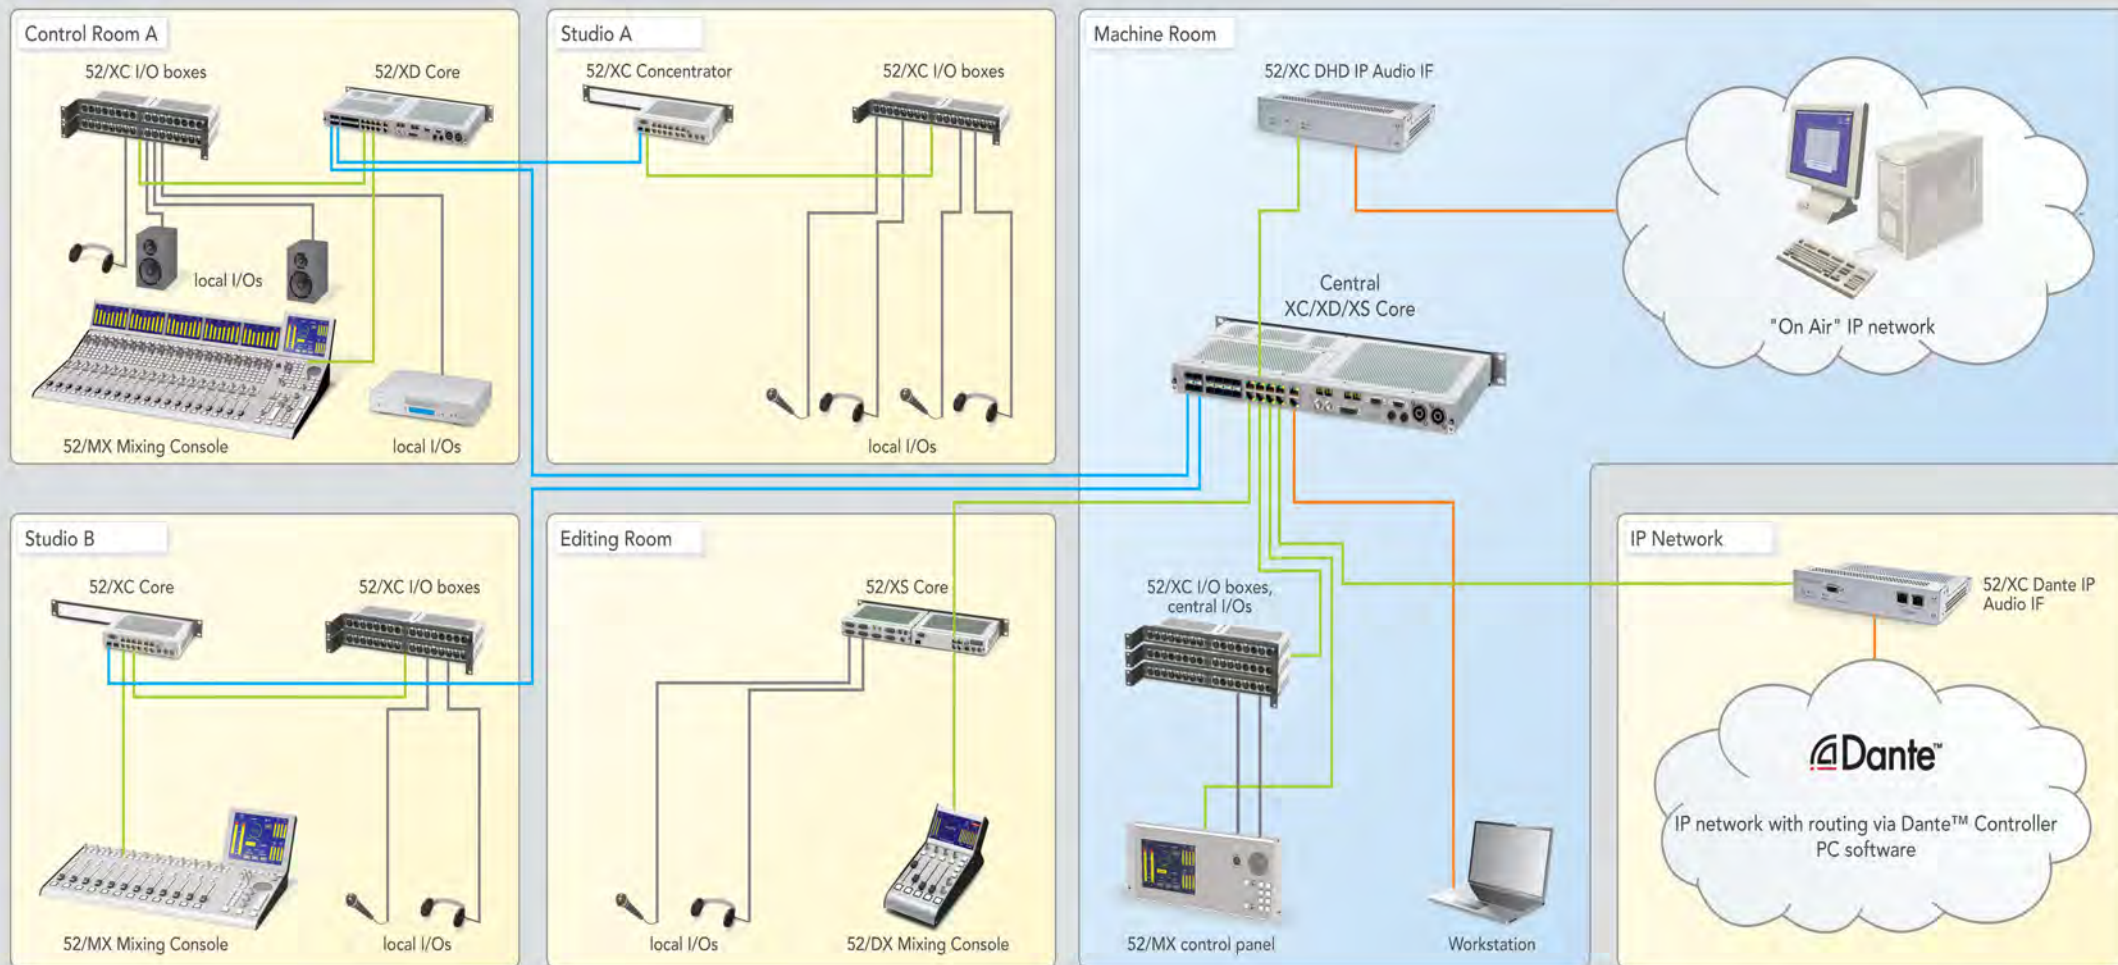 Control Room A
52/XC I/O boxes
52/XD Core
local I/Os
52/MX Mixing Console
local I/Os
Studio A
52/XC Concentrator
52/XC I/O boxes
local I/Os
Machine Room
52/XC DHD IP Audio IF
"On Air" IP network
Central
XC/XD/XS Core
52/XC I/O boxes,
central I/Os
52/MX control panel
Workstation
Studio B
52/XC Core
52/XC I/O boxes
52/MX Mixing Console
local I/Os
Editing Room
52/XS Core
local I/Os
52/DX Mixing Console
IP Network
52/XC Dante IP
Audio IF
Dante™
IP network with routing via Dante™ Controller
PC software